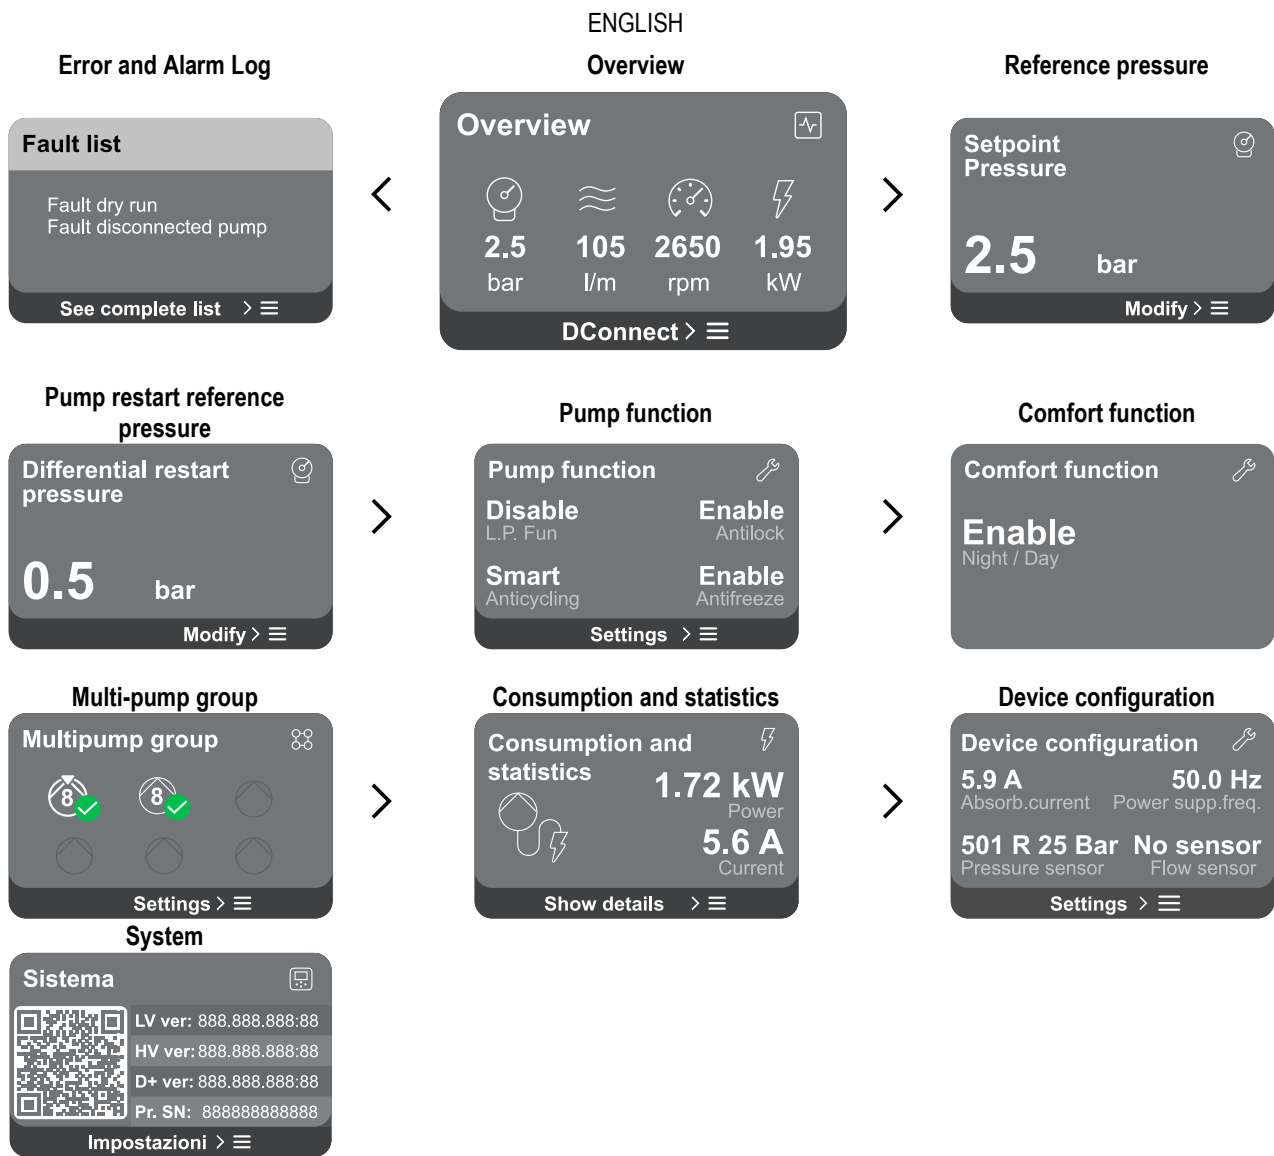 ENGLISH
Error and Alarm Log
Overview
Reference pressure
Fault list
Fault dry run
Fault disconnected pump
See complete list
Overview
2.5 105 2650 1.95
bar l/m rpm kW
DConnect
Setpoint
Pressure
2.5 bar
Modify
Pump restart reference
pressure
Pump function
Comfort function
Differential restart
pressure
0.5 bar
Modify
Pump function
Disable Enable
L.P. Fun Antilock
Smart Enable
Anticycling Antifreeze
Settings
Comfort function
Enable
Night / Day
Multi-pump group
Consumption and statistics
Device configuration
Multipump group
8 8
Settings
Consumption and
statistics
1.72 kW
Power
5.6 A
Current
Show details
Device configuration
5.9 A 50.0 Hz
Absorb.current Power supp.freq.
501 R 25 Bar No sensor
Pressure sensor Flow sensor
Settings
System
Sistema
LV ver: 888.888.888:88
HV ver: 888.888.888:88
D+ ver: 888.888.888:88
Pr. SN: 888888888888
Impostazioni